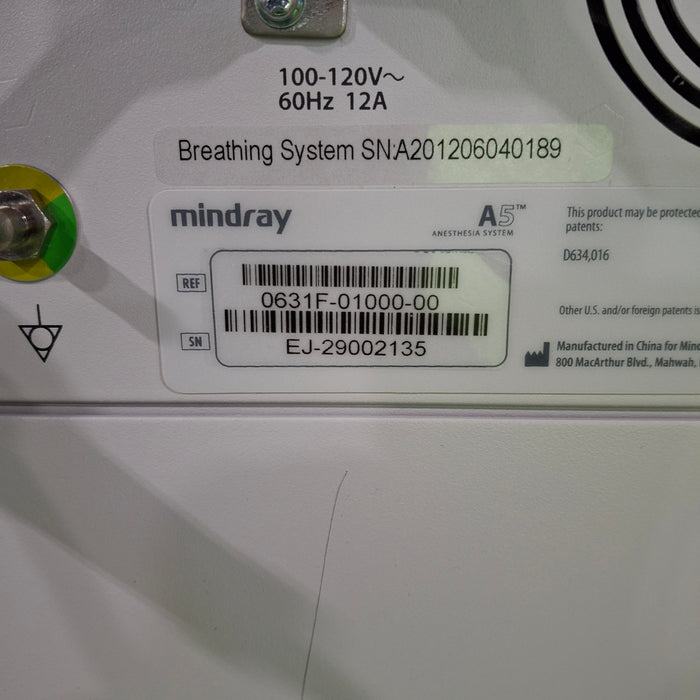 100-120V~
60Hz 12A
Breathing System SN:A201206040189
mindray
A5™
ANESTHESIA SYSTEM
REF
0631F-01000-00
SN
EJ-29002135
This product may be protected
patents:
D634,016
Other U.S. and/or foreign patents
Manufactured in China for
800 MacArthur Blvd., Mahwah,